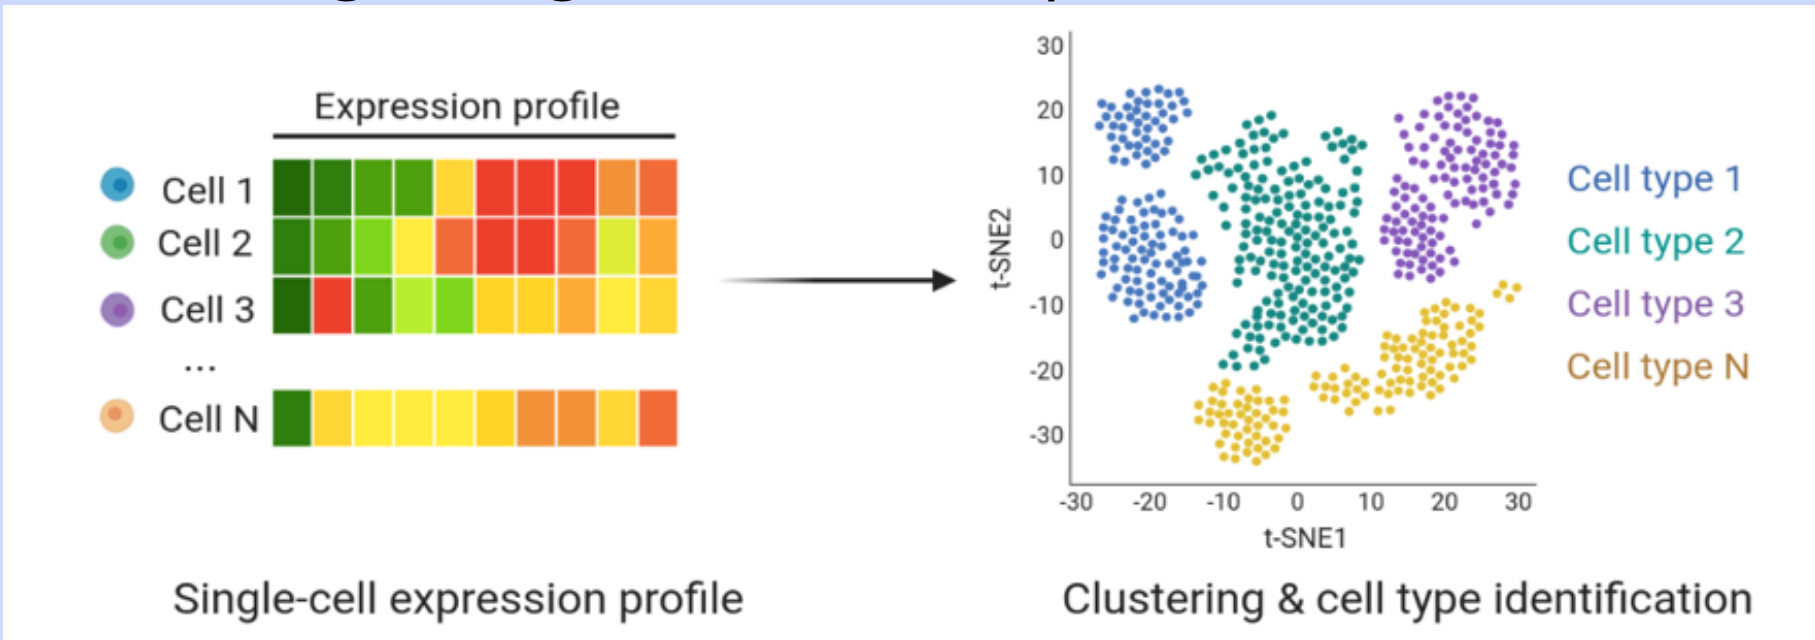 Expression profile
Cell 1
Cell 2
Cell 3
...
Cell N
Single-cell expression profile
t-SNE2
30
20
10
0
-10
-20
-30
-30 -20 -10 0 10 20 30
t-SNE1
Cell type 1
Cell type 2
Cell type 3
Cell type N
Clustering & cell type identification